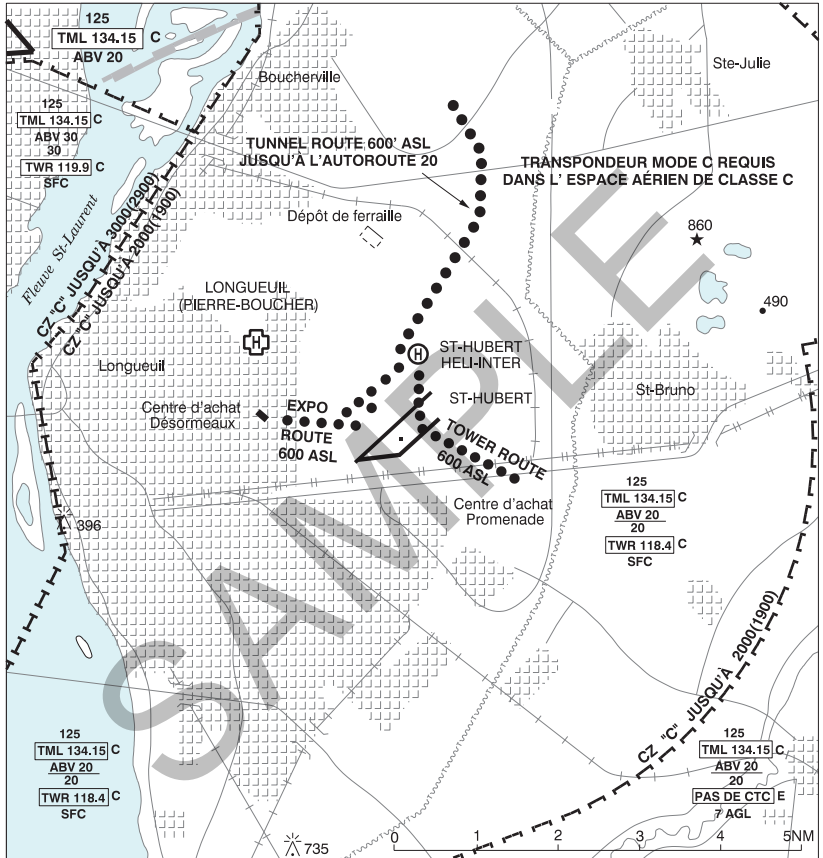 125
TML 134.15 C
ABV 20
125
TML 134.15 C
ABV 30
30
TWR 119.9 C
SFC
Boucherville
Ste-Julie
TUNNEL ROUTE 600' ASL
JUSQU'À L'AUTOROUTE 20
TRANSPONDEUR MODE C REQUIS
DANS L' ESPACE AÉRIEN DE CLASSE C
Fleuve St-Laurent
CZ "C" JUSQU'À 3000(2900)
CZ "C" JUSQU'À 2000(1900)
Dépôt de ferraille
860
490
LONGUEUIL
(PIERRE-BOUCHER)
H
H
ST-HUBERT
HELI-INTER
Longueuil
ST-HUBERT
St-Bruno
Centre d'achat
Désormeaux
EXPO
ROUTE
600 ASL
TOWER ROUTE
600 ASL
Centre d'achat
Promenade
396
125
TML 134.15 C
ABV 20
20
TWR 118.4 C
SFC
SAMPLE
CZ "C" JUSQU'À 2000(1900)
125
TML 134.15 C
ABV 20
20
TWR 118.4 C
SFC
125
TML 134.15 C
ABV 20
20
PAS DE CTC E
7 AGL
735
0 1 2 3 4 5NM